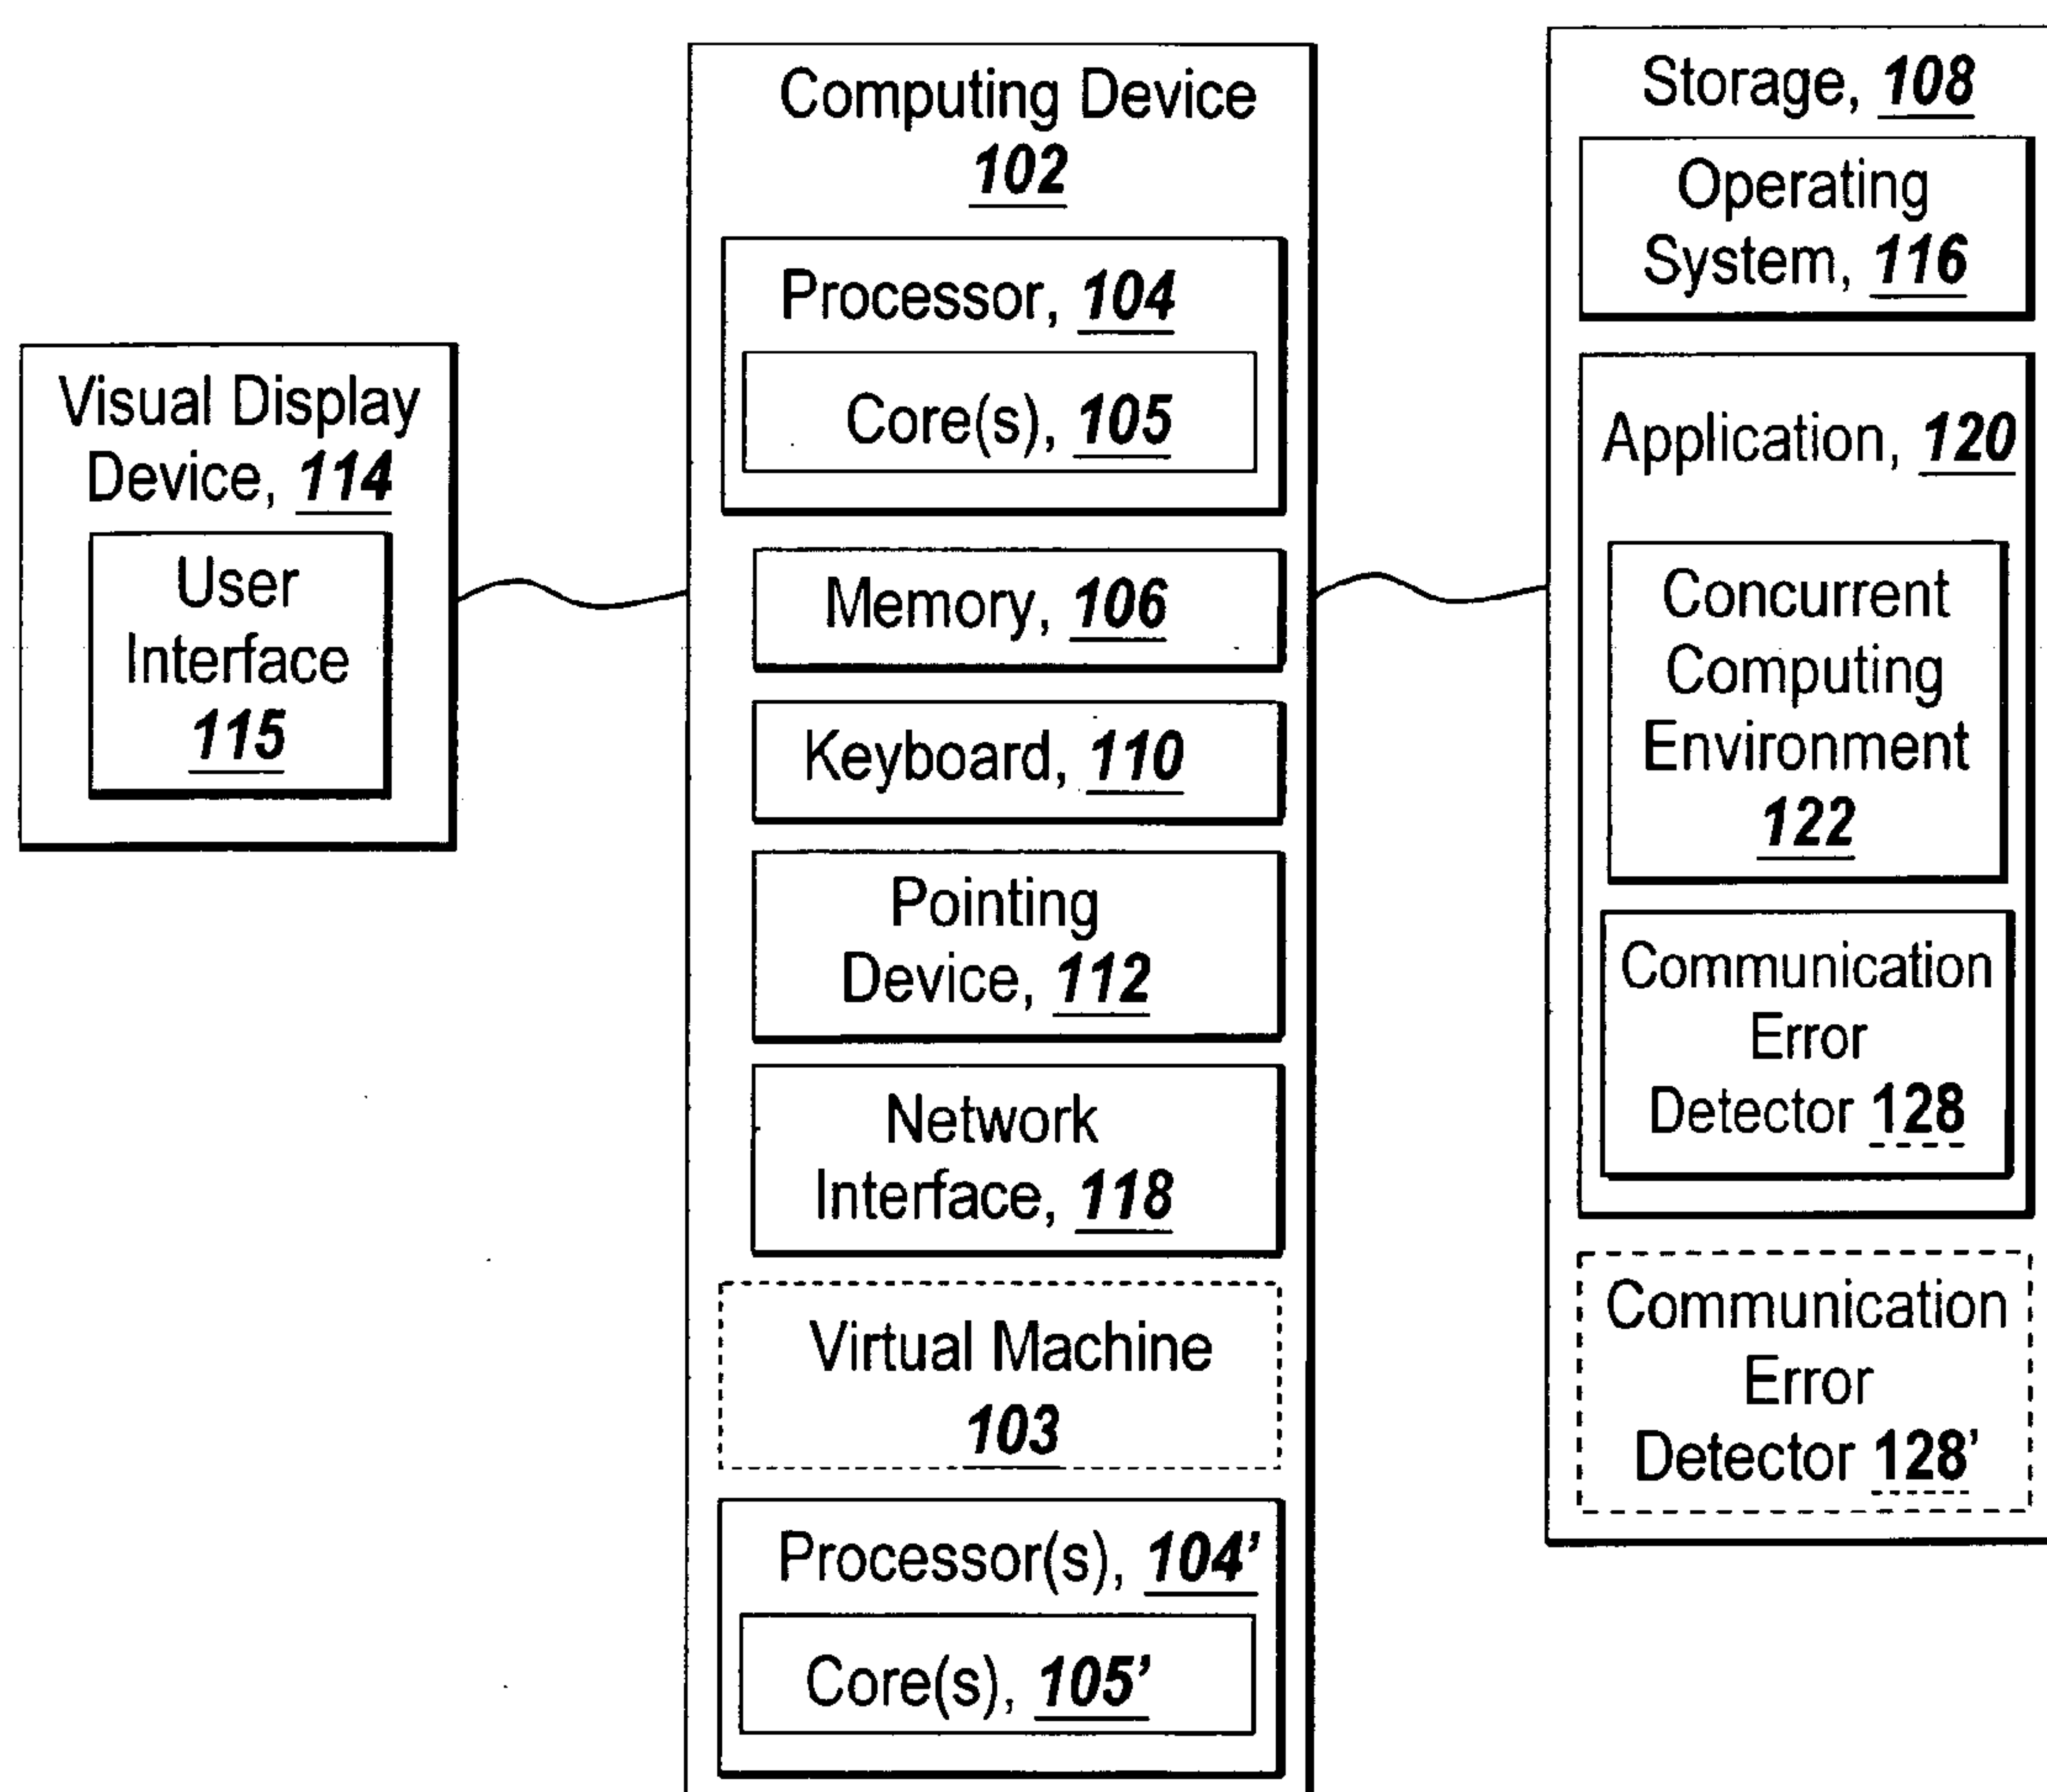 Visual Display
Device, 114
User
Interface
115
Computing Device
102
Processor, 104
Core(s), 105
Memory, 106
Keyboard, 110
Pointing
Device, 112
Network
Interface, 118
Virtual Machine
103
Processor(s), 104’
Core(s), 105’
Storage, 108
Operating
System, 116
Application, 120
Concurrent
Computing
Environment
122
Communication
Error
Detector 128
Communication
Error
Detector 128’